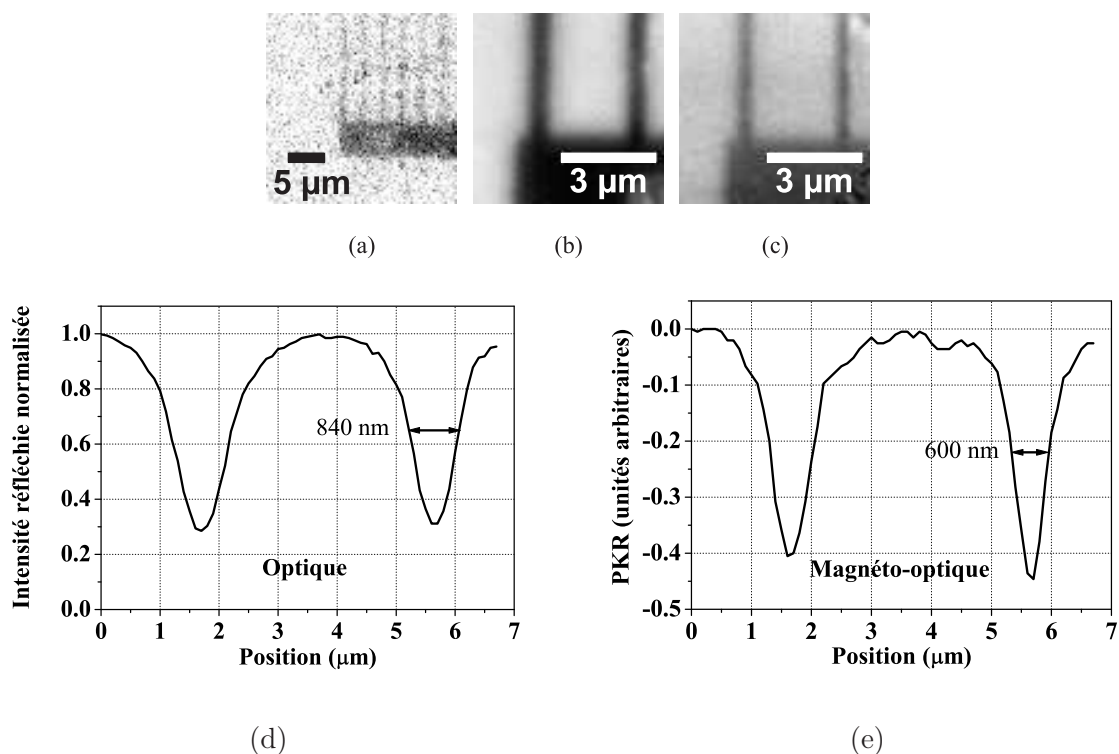 5 µm
3 µm
3 µm
(a)
(b)
(c)
Intensité réfléchie normalisée
1.0
0.8
0.6
0.4
0.2
0.0
840 nm
Optique
0 1 2 3 4 5 6 7
Position (µm)
(d)
PKR (unités arbitraires)
0.0
-0.1
-0.2
-0.3
-0.4
-0.5
600 nm
Magnéto-optique
0 1 2 3 4 5 6 7
Position (µm)
(e)